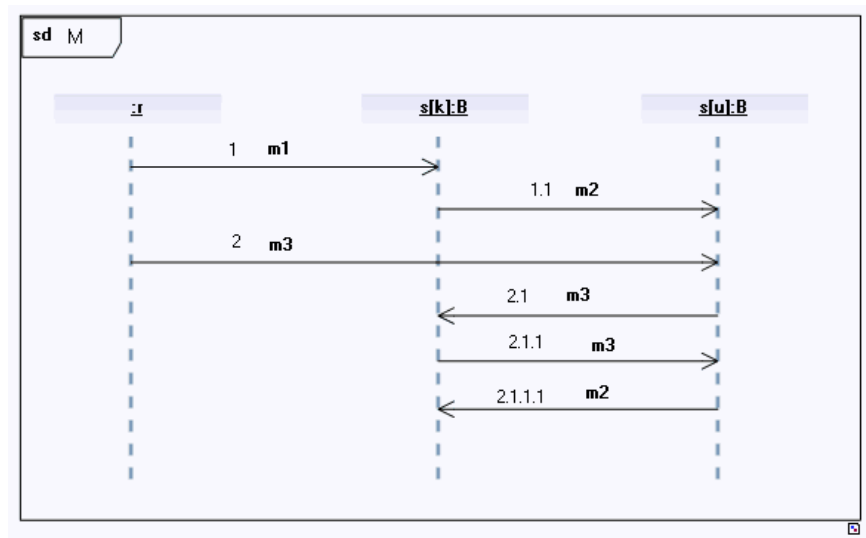 sd M
:r s[k]:B s[u]:B
1 m1
1.1 m2
2 m3
2.1 m3
2.1.1 m3
2.1.1.1 m2